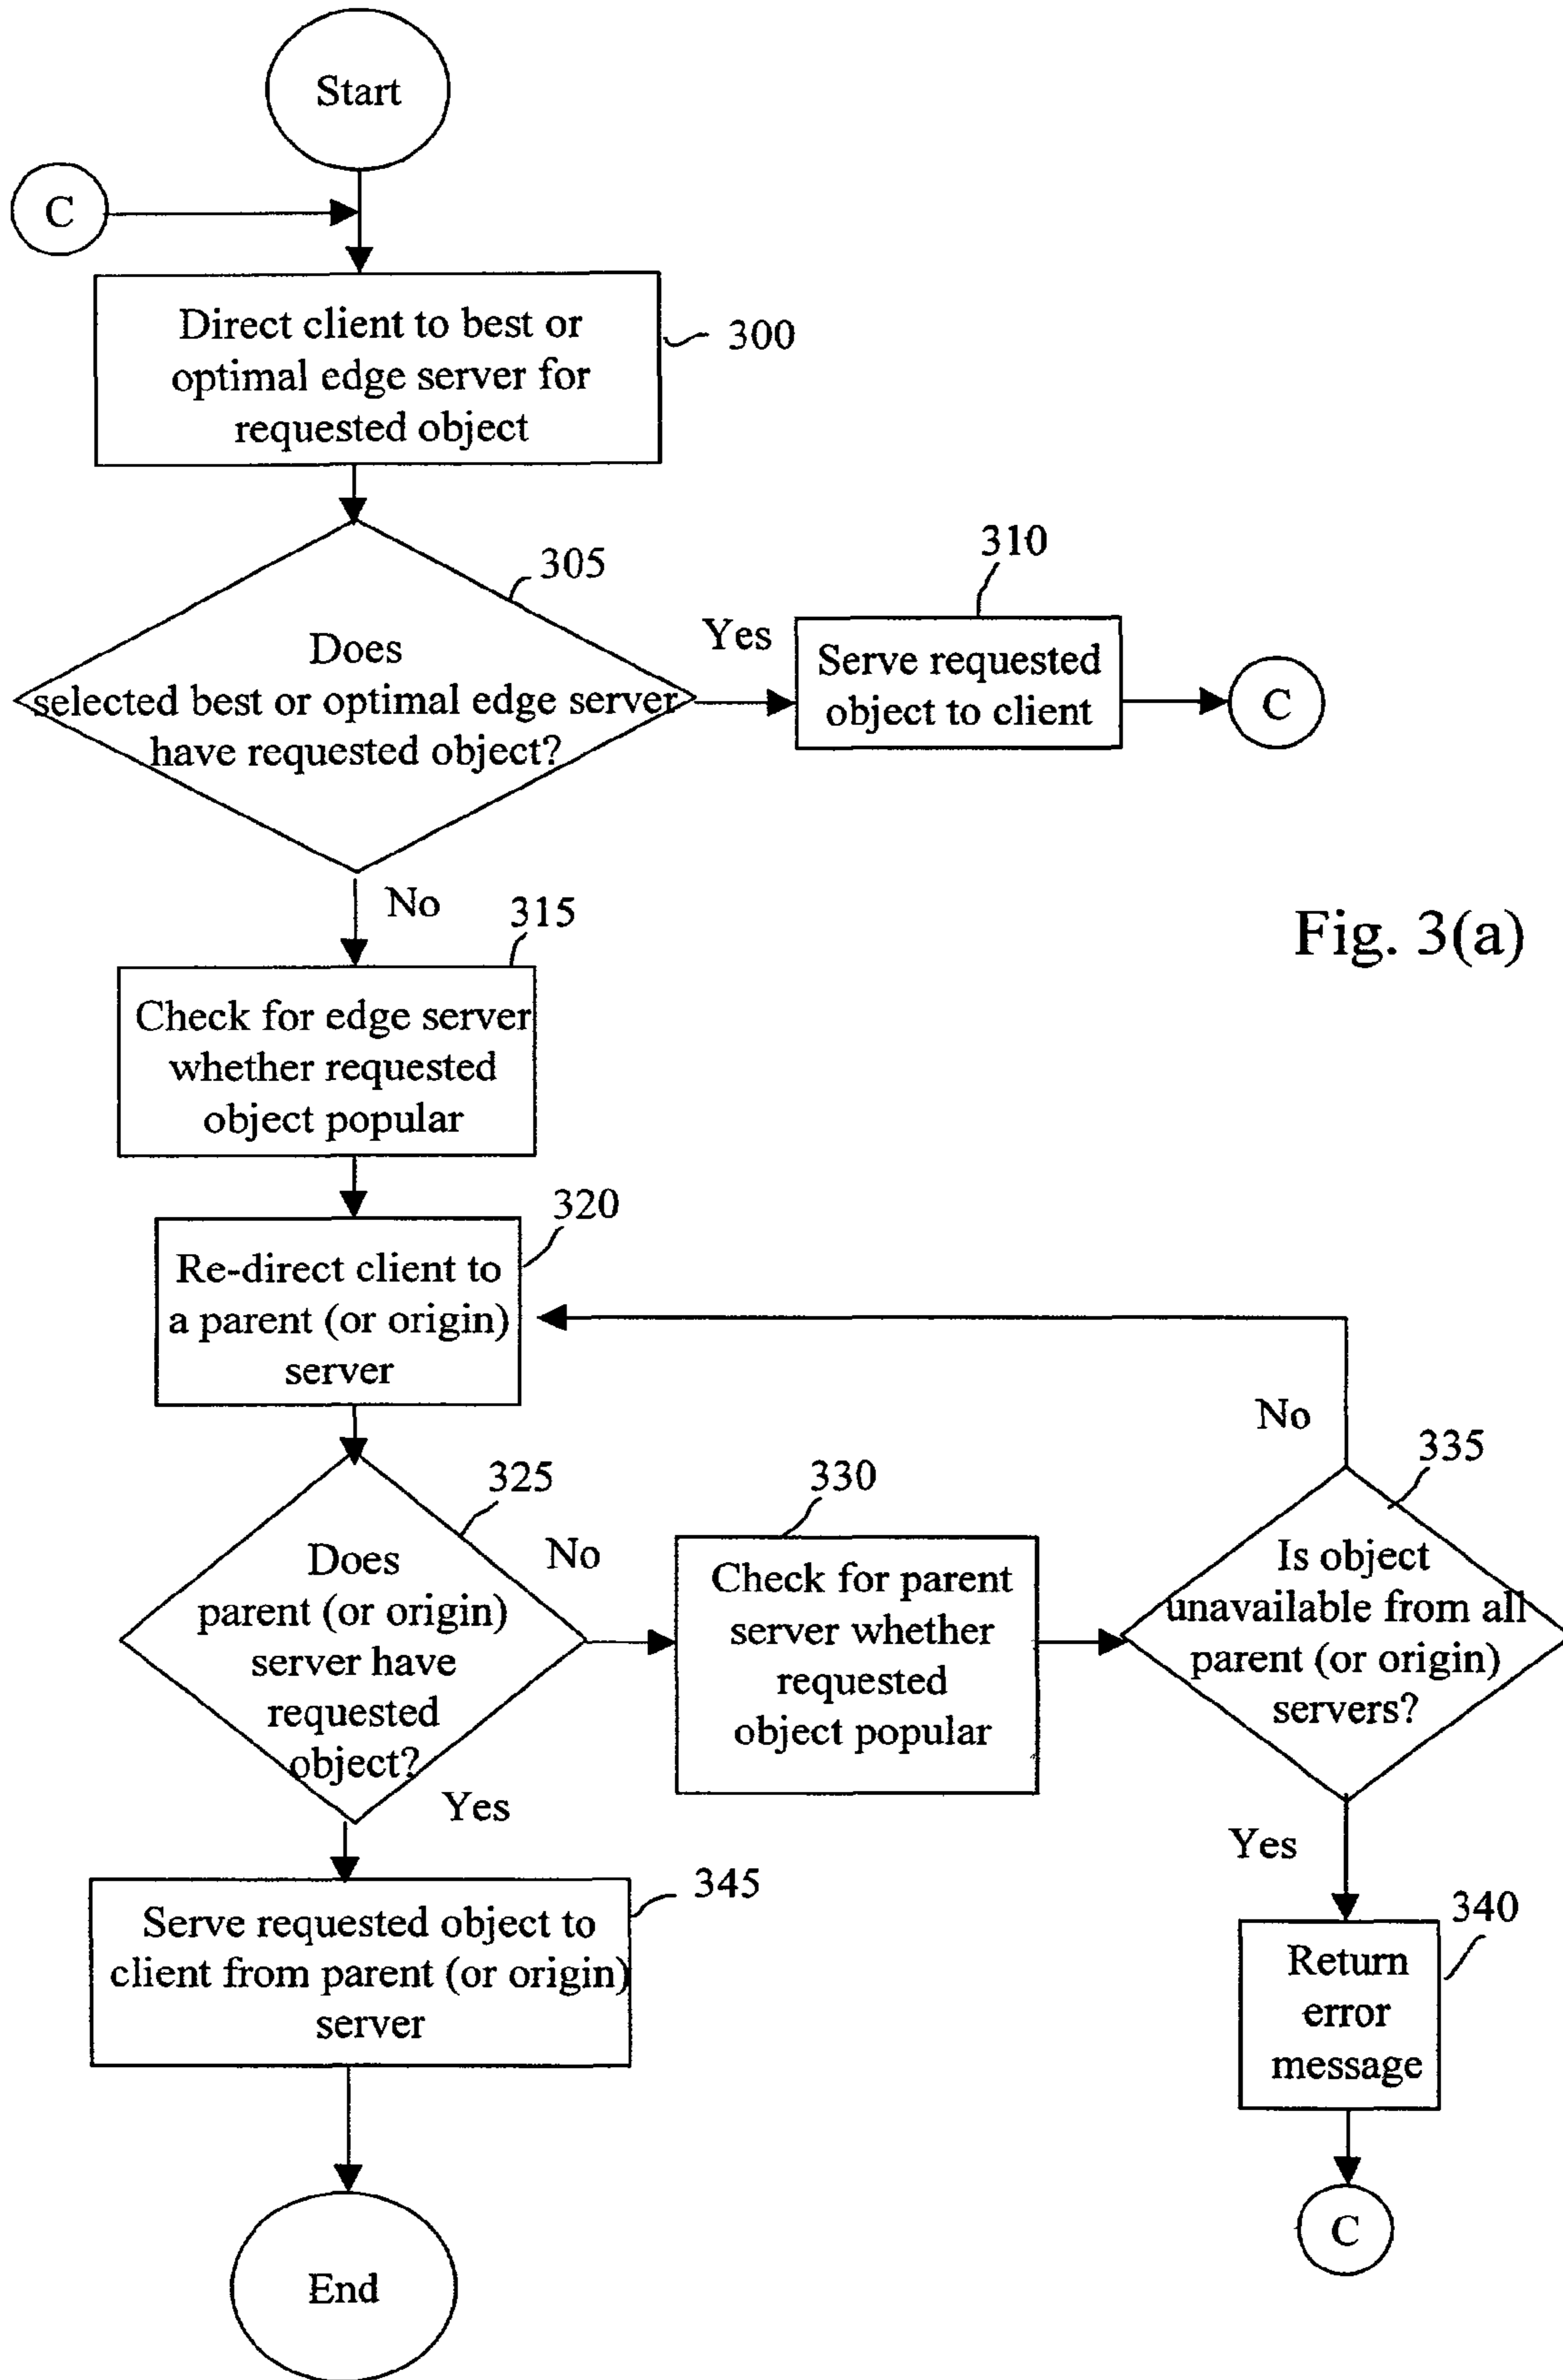 Start
C
Direct client to best or
optimal edge server for
requested object
300
305
Does
selected best or optimal edge server
have requested object?
Yes
310
Serve requested
object to client
C
No
315
Fig. 3(a)
Check for edge server
whether requested
object popular
320
Re-direct client to
a parent (or origin)
server
No
325
Does
parent (or origin)
server have
requested
object?
No
330
Check for parent
server whether
requested
object popular
335
Is object
unavailable from all
parent (or origin)
servers?
Yes
Yes
345
Serve requested object to
client from parent (or origin)
server
340
Return
error
message
C
End